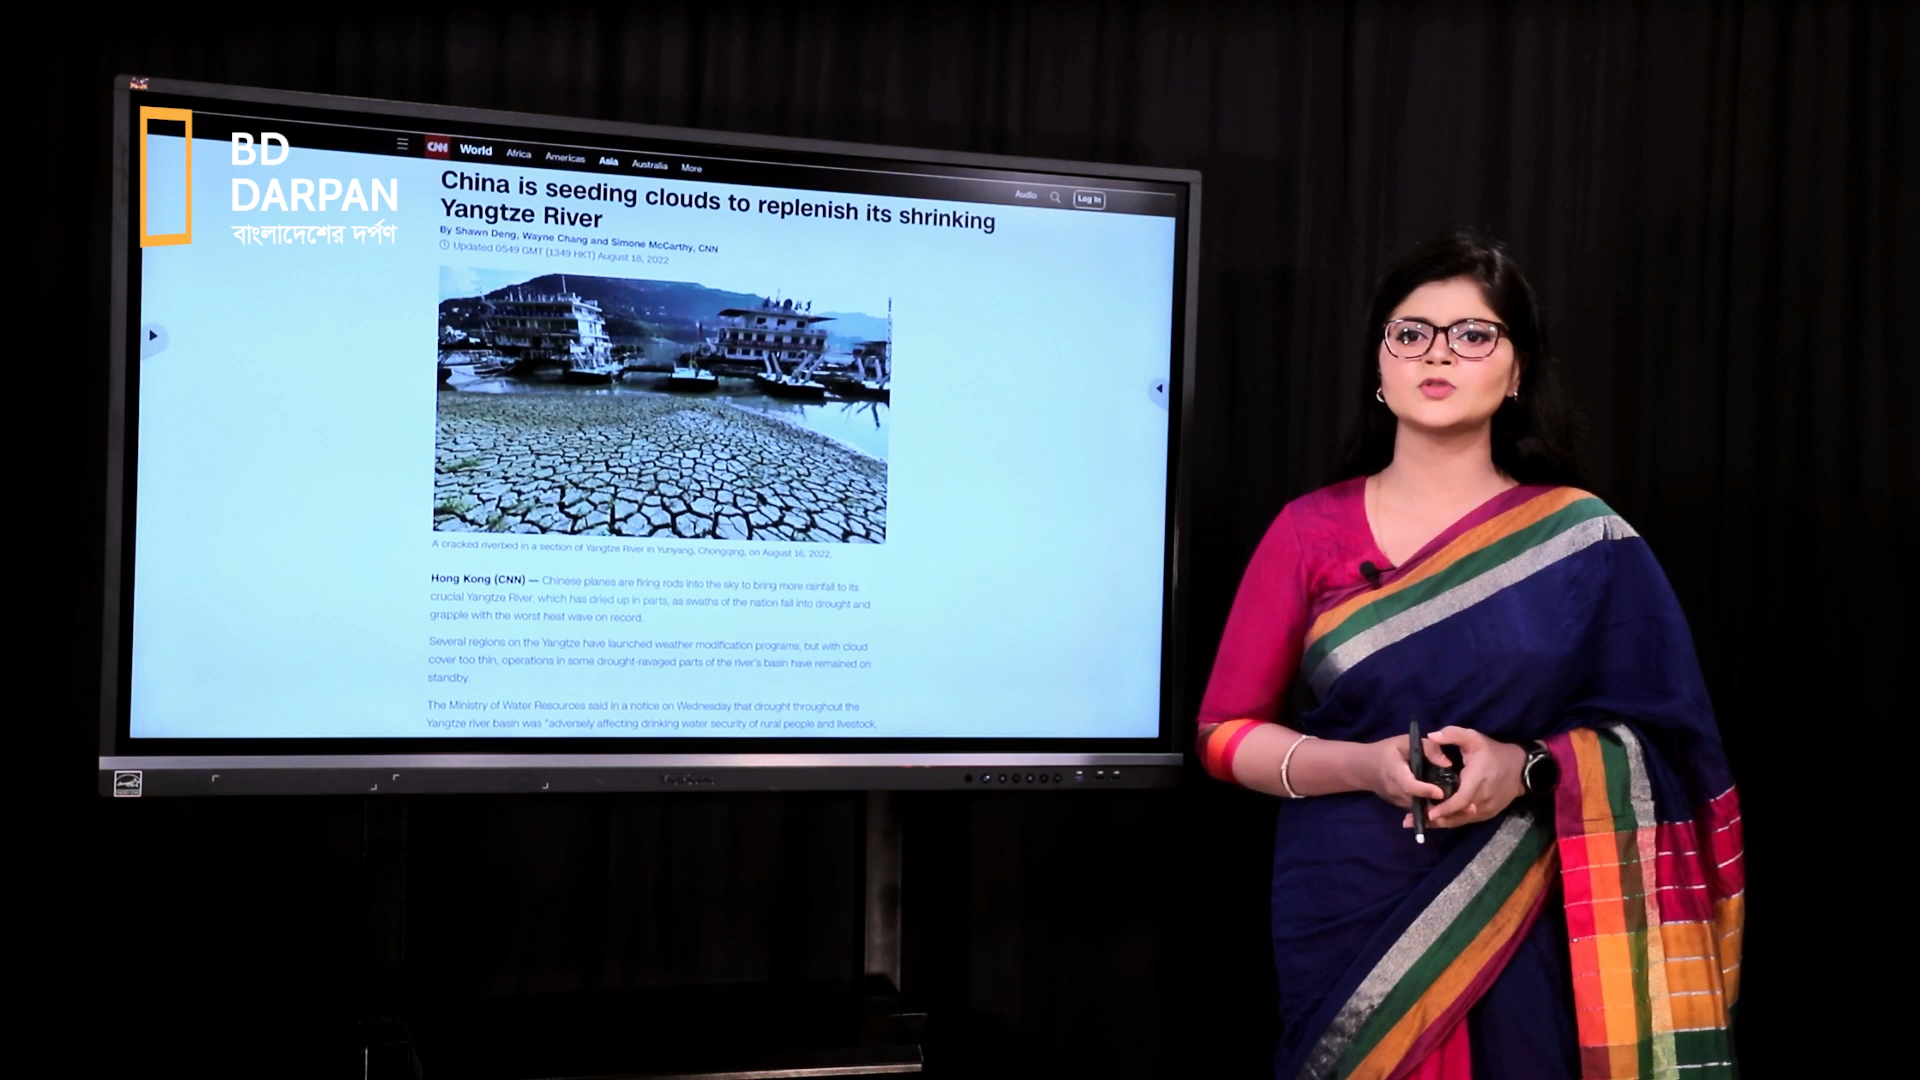 BD
DARPAN
বাংলাদেশের দর্পণ
CNN World Africa Americas Asia Australia More
Audio Log In
China is seeding clouds to replenish its shrinking
Yangtze River
By Shawn Deng, Wayne Chang and Simone McCarthy, CNN
Updated 0549 GMT (1349 HKT) August 18, 2022
A cracked riverbed in a section of Yangtze River in Yunyang, Chongqing, on August 16, 2022.
Hong Kong (CNN) — Chinese planes are firing rods into the sky to bring more rainfall to its
crucial Yangtze River, which has dried up in parts, as swaths of the nation fall into drought and
grapple with the worst heat wave on record.
Several regions on the Yangtze have launched weather modification programs, but with cloud
cover too thin, operations in some drought-ravaged parts of the river's basin have remained on
standby.
The Ministry of Water Resources said in a notice on Wednesday that drought throughout the
Yangtze river basin was "adversely affecting drinking water security of rural people and livestock,
ViewSonic